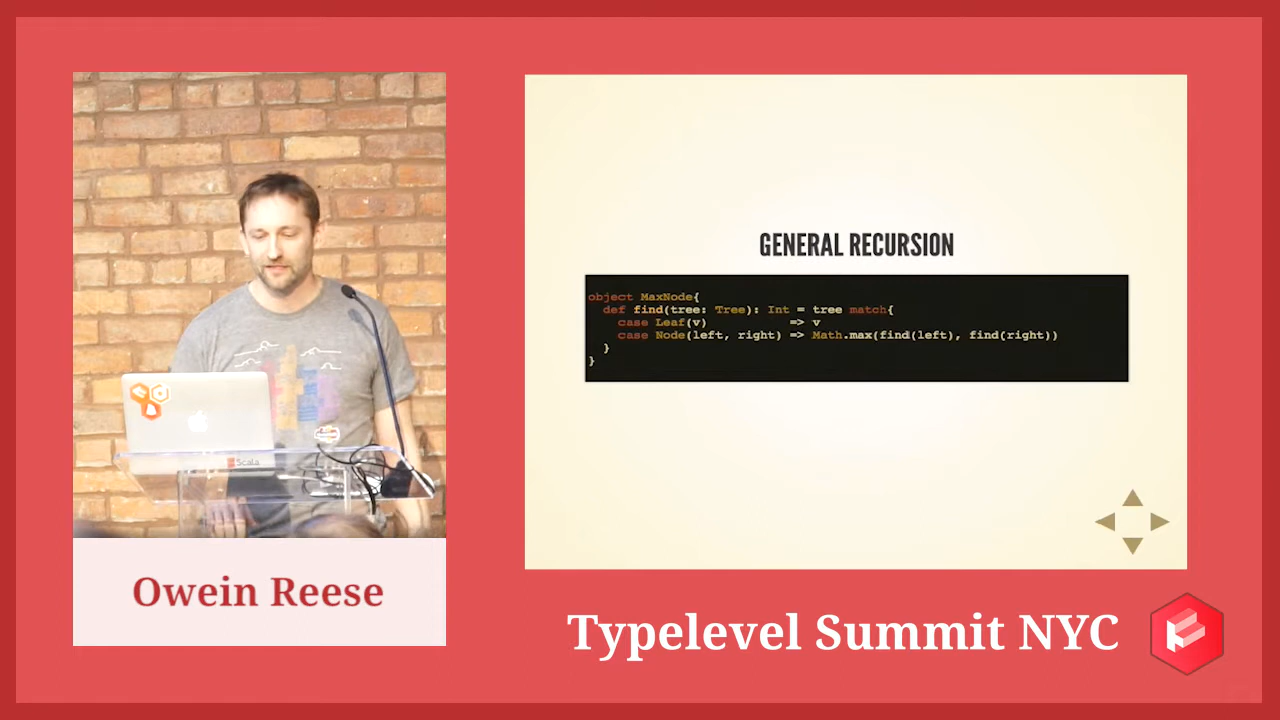 GENERAL RECURSION
object MaxNode{
  def find(tree: Tree): Int = tree match{
    case Leaf(v)           => v
    case Node(left, right) => Math.max(find(left), find(right))
  }
}
Scala
Owein Reese
Typelevel Summit NYC